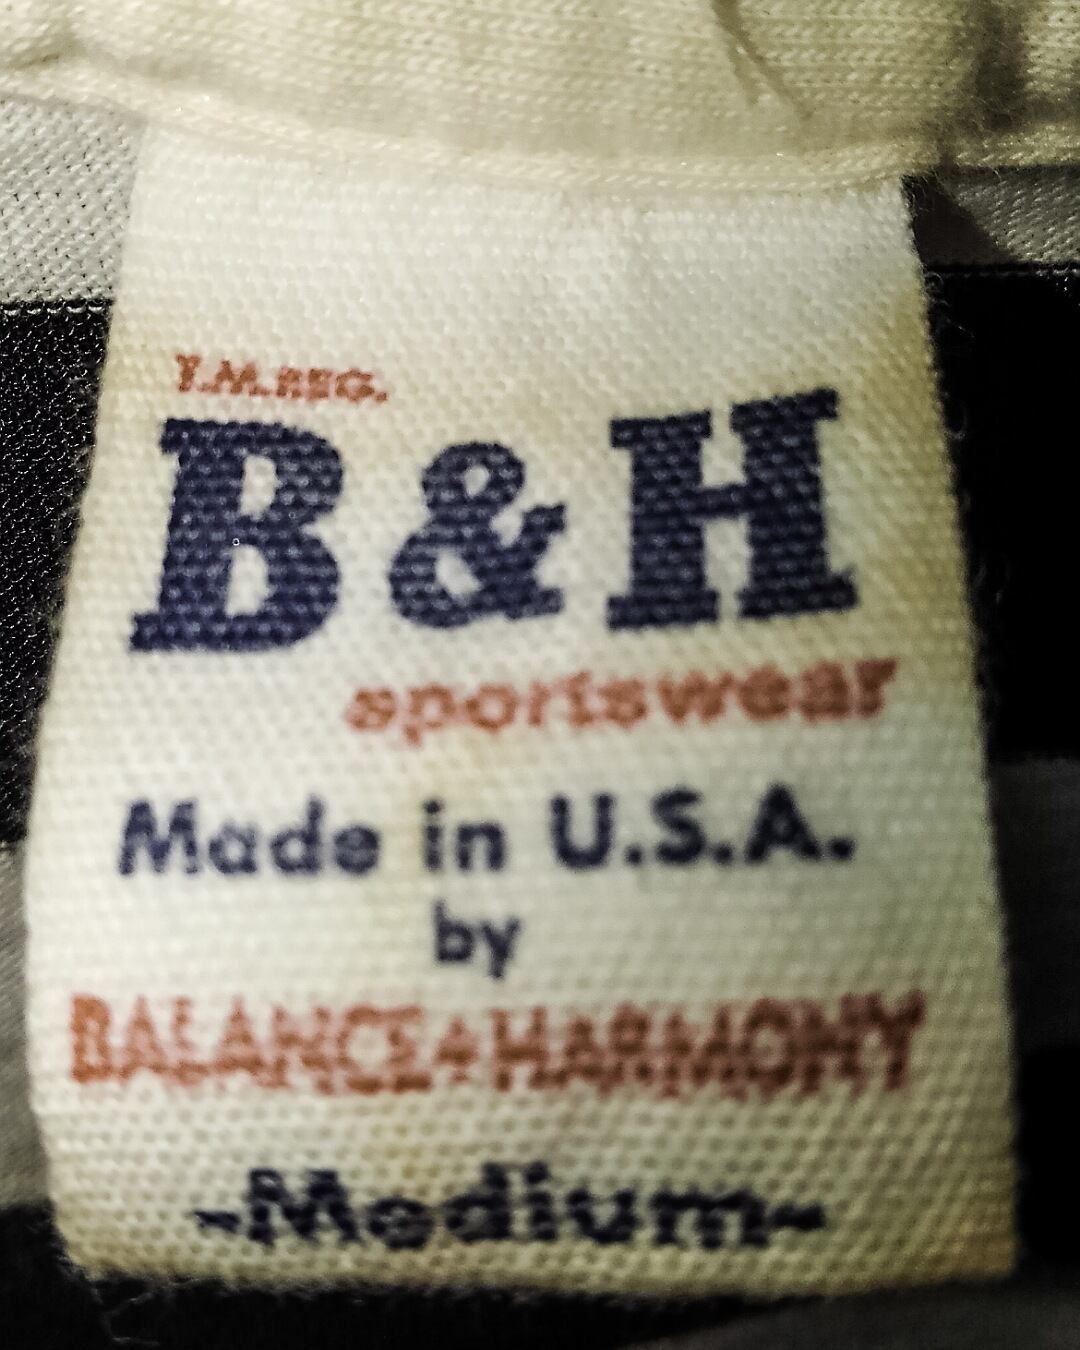 T.M.REG.
B&H
sportswear
Made in U.S.A.
by
BALANCE+HARMONY
~Medium~